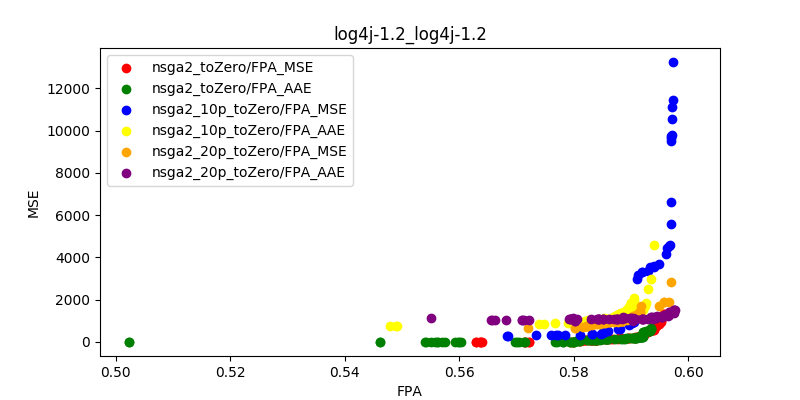 log4j-1.2_log4j-1.2
nsga2_toZero/FPA_MSE
nsga2_toZero/FPA_AAE
nsga2_10p_toZero/FPA_MSE
nsga2_10p_toZero/FPA_AAE
nsga2_20p_toZero/FPA_MSE
nsga2_20p_toZero/FPA_AAE
MSE
12000
10000
8000
6000
4000
2000
0
0.50 0.52 0.54 0.56 0.58 0.60
FPA